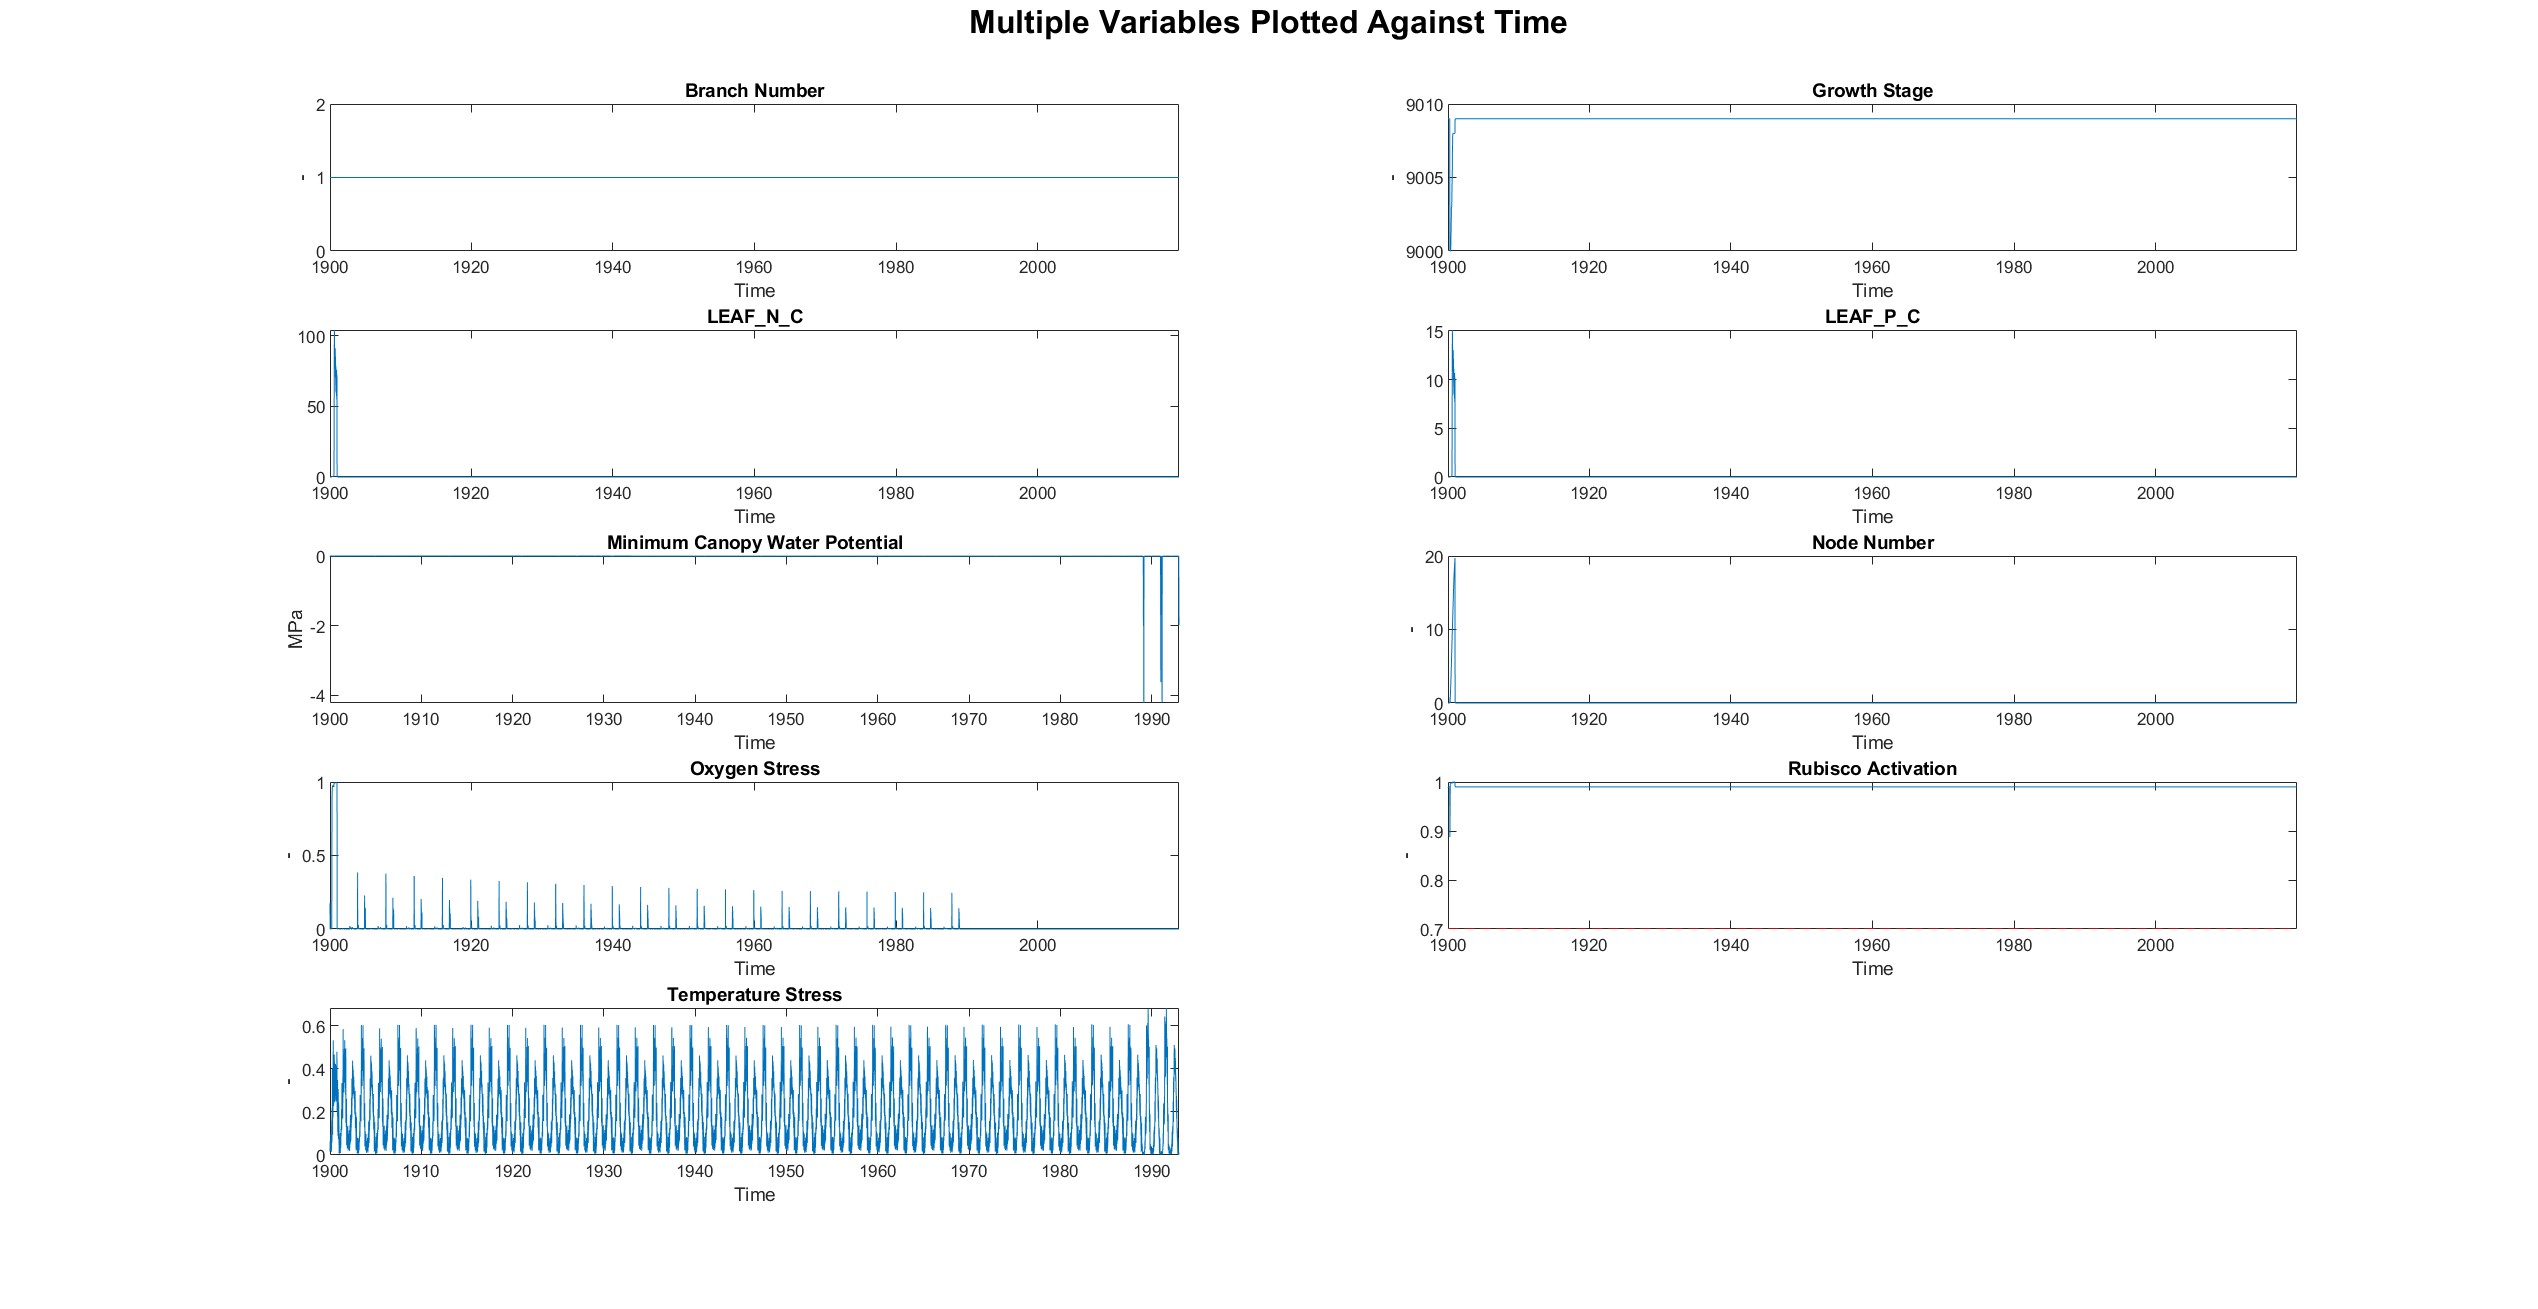 Multiple Variables Plotted Against Time
Branch Number
2
1
0
-
1900 1920 1940 1960 1980 2000
Time
Growth Stage
9010
9005
9000
-
1900 1920 1940 1960 1980 2000
Time
LEAF_N_C
100
50
0
1900 1920 1940 1960 1980 2000
Time
LEAF_P_C
15
10
5
0
1900 1920 1940 1960 1980 2000
Time
Minimum Canopy Water Potential
0
-2
-4
MPa
1900 1910 1920 1930 1940 1950 1960 1970 1980 1990
Time
Node Number
20
10
0
-
1900 1920 1940 1960 1980 2000
Time
Oxygen Stress
1
0.5
0
-
1900 1920 1940 1960 1980 2000
Time
Rubisco Activation
1
0.9
0.8
0.7
-
1900 1920 1940 1960 1980 2000
Time
Temperature Stress
0.6
0.4
0.2
0
-
1900 1910 1920 1930 1940 1950 1960 1970 1980 1990
Time